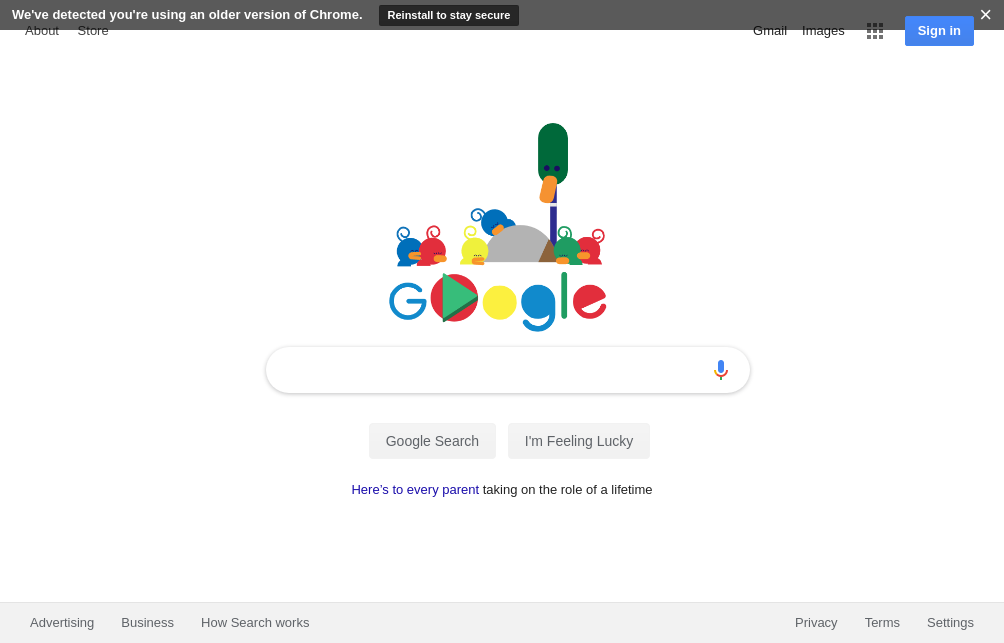 We've detected you're using an older version of Chrome. Reinstall to stay secure ×
About Store Gmail Images Sign in
Google
Google Search I'm Feeling Lucky
Here's to every parent taking on the role of a lifetime
Advertising Business How Search works Privacy Terms Settings